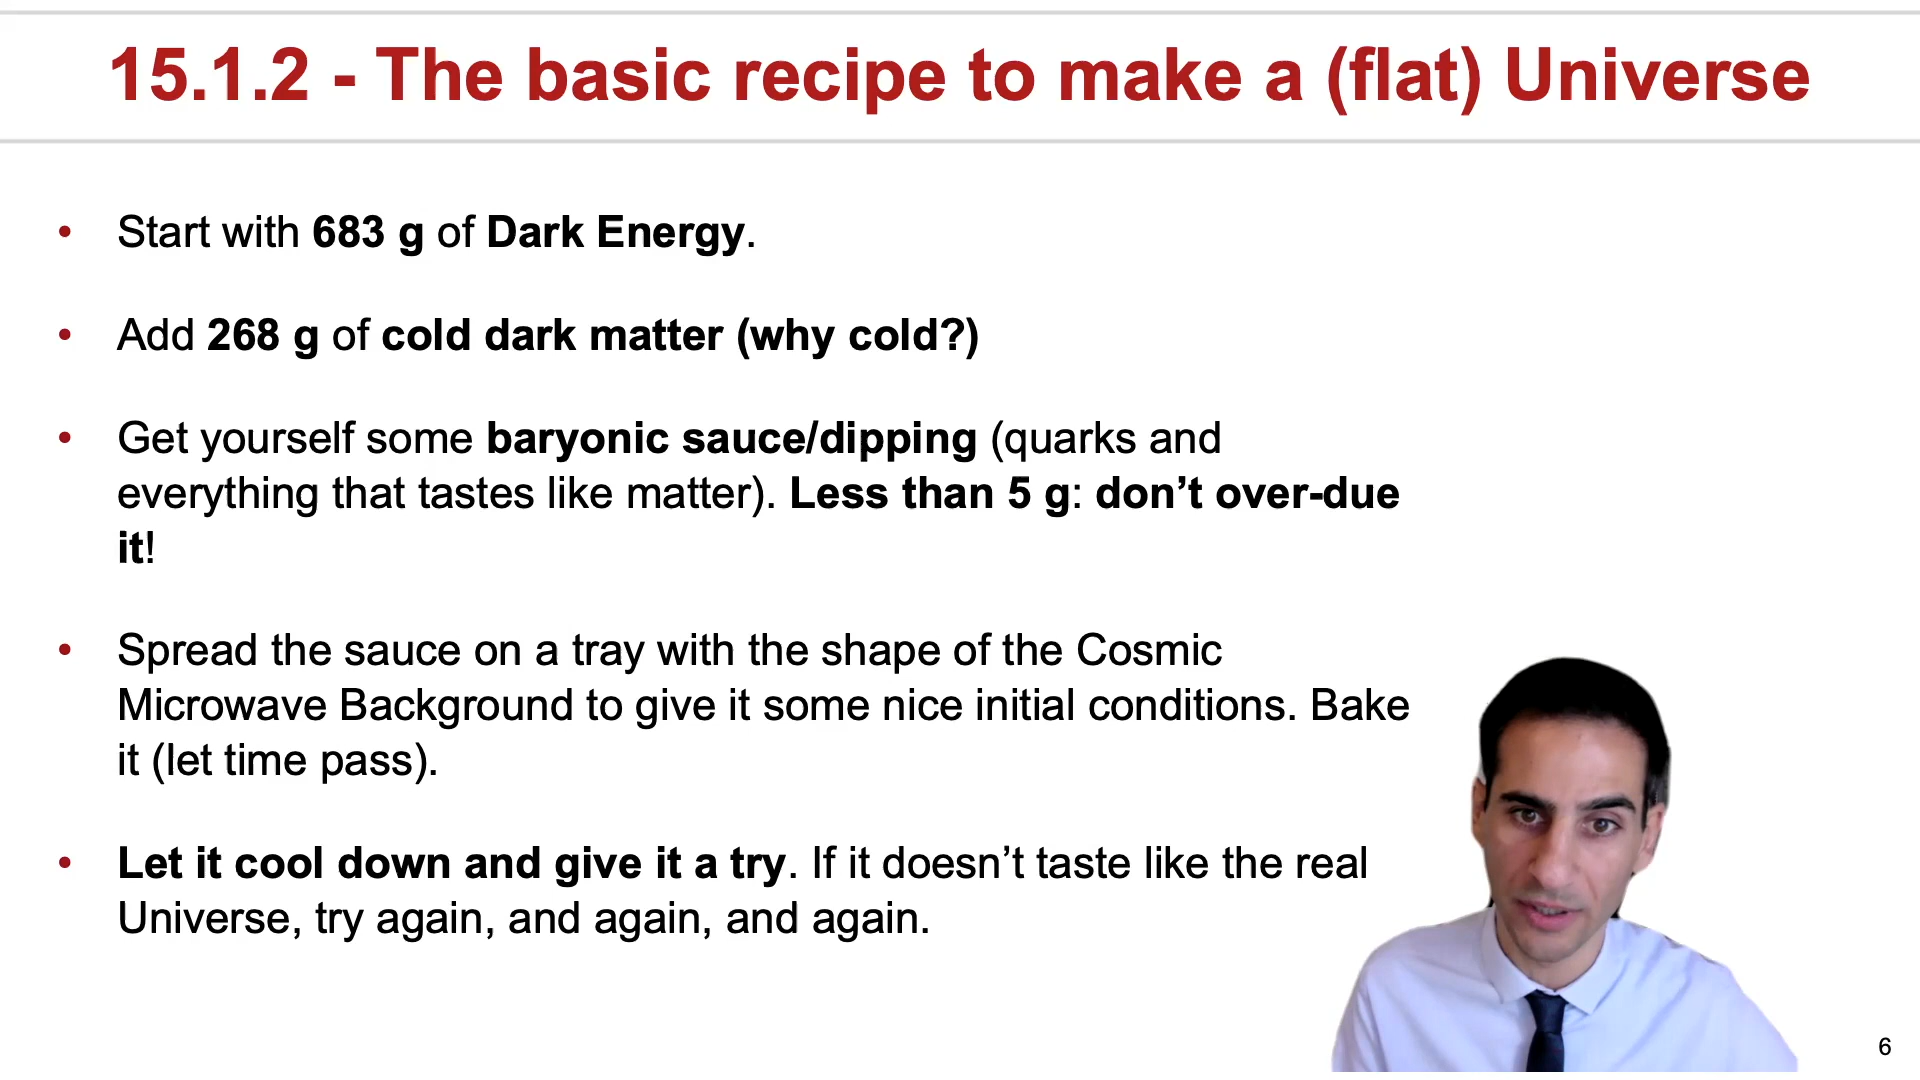 15.1.2 - The basic recipe to make a (flat) Universe
• Start with 683 g of Dark Energy.
• Add 268 g of cold dark matter (why cold?)
• Get yourself some baryonic sauce/dipping (quarks and
everything that tastes like matter). Less than 5 g: don’t over-due
it!
• Spread the sauce on a tray with the shape of the Cosmic
Microwave Background to give it some nice initial conditions. Bake
it (let time pass).
• Let it cool down and give it a try. If it doesn’t taste like the real
Universe, try again, and again, and again.
6